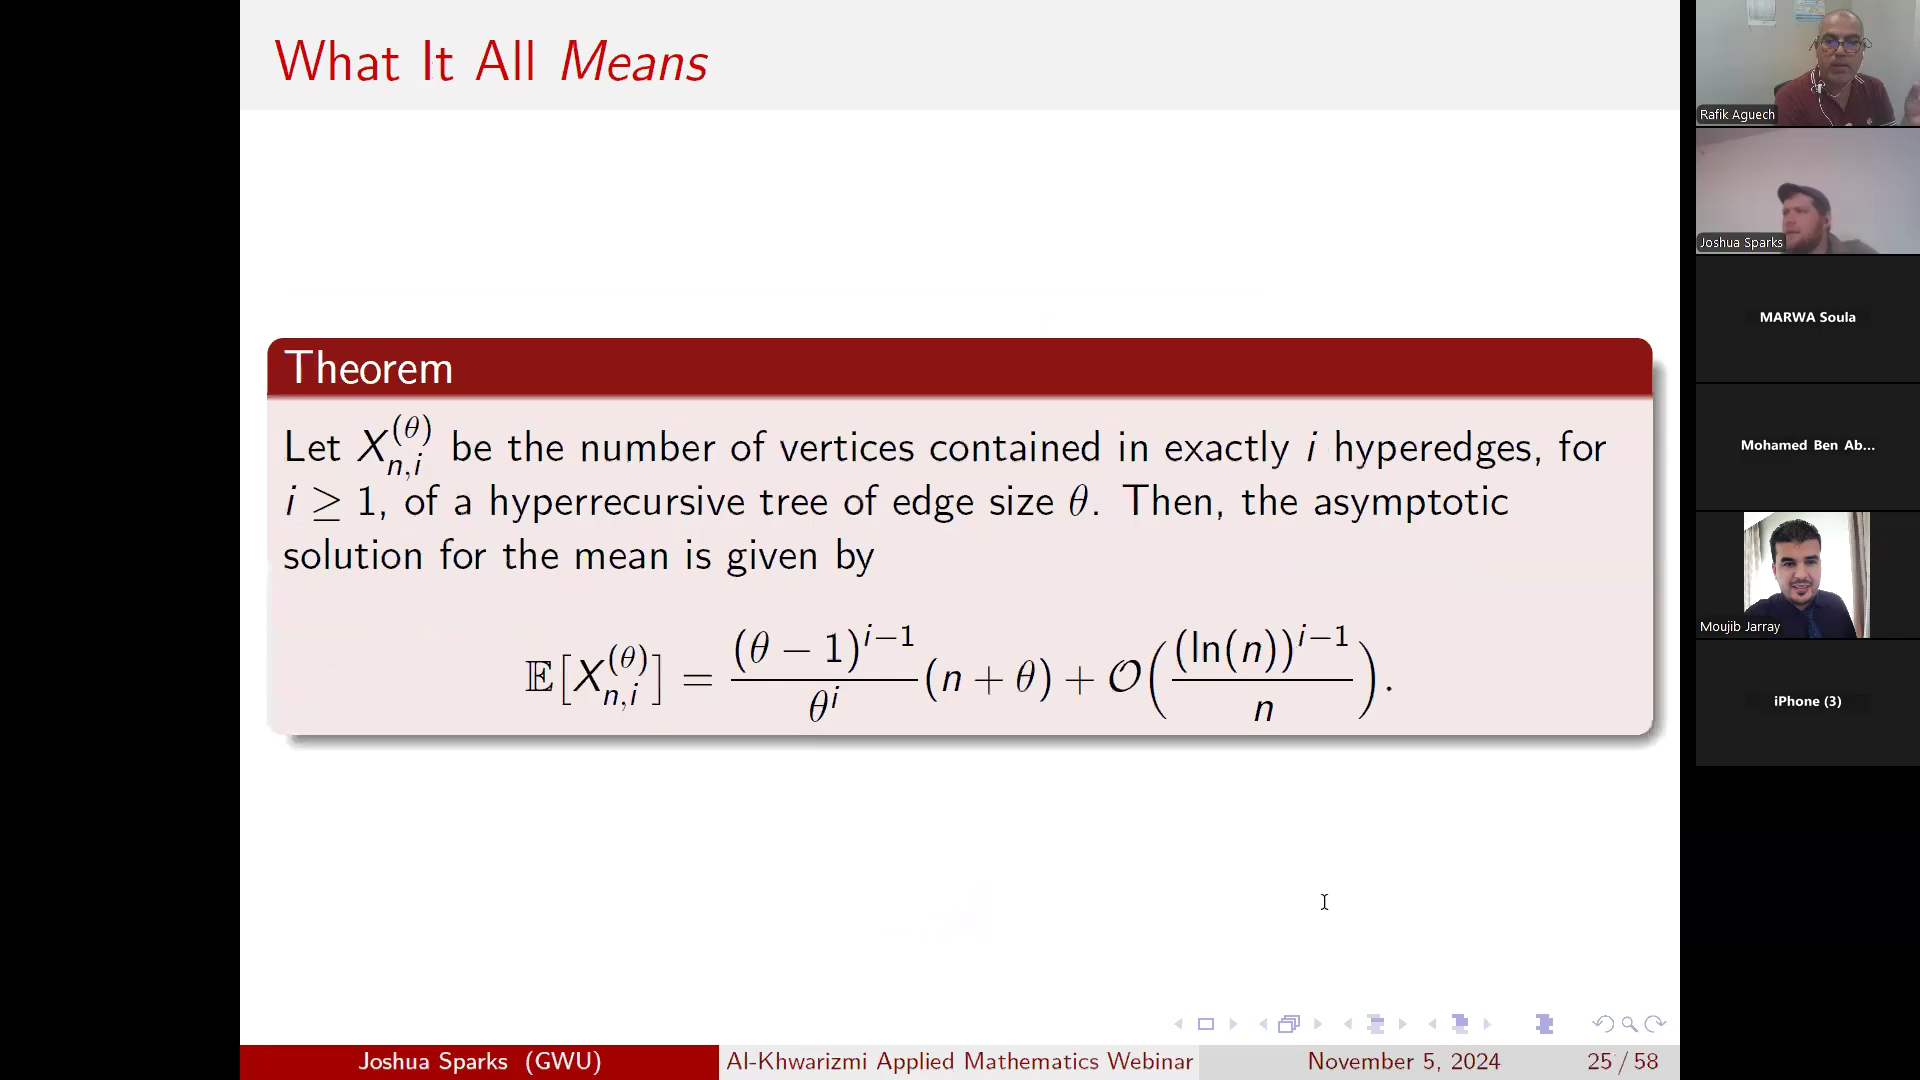 What It All Means
Theorem
Let $X_{n,i}^{(\theta)}$ be the number of vertices contained in exactly $i$ hyperedges, for
$i \geq 1$, of a hyperrecursive tree of edge size $\theta$. Then, the asymptotic
solution for the mean is given by
$\mathbb{E}[X_{n,i}^{(\theta)}] = \frac{(\theta - 1)^{i-1}}{\theta^i}(n + \theta) + \mathcal{O}\left(\frac{(\ln(n))^{i-1}}{n}\right).$
Joshua Sparks (GWU)
Al-Khwarizmi Applied Mathematics Webinar
November 5, 2024
25 / 58
Rafik Aguech
Joshua Sparks
MARWA Soula
Mohamed Ben Ab...
Moujib Jarray
iPhone (3)